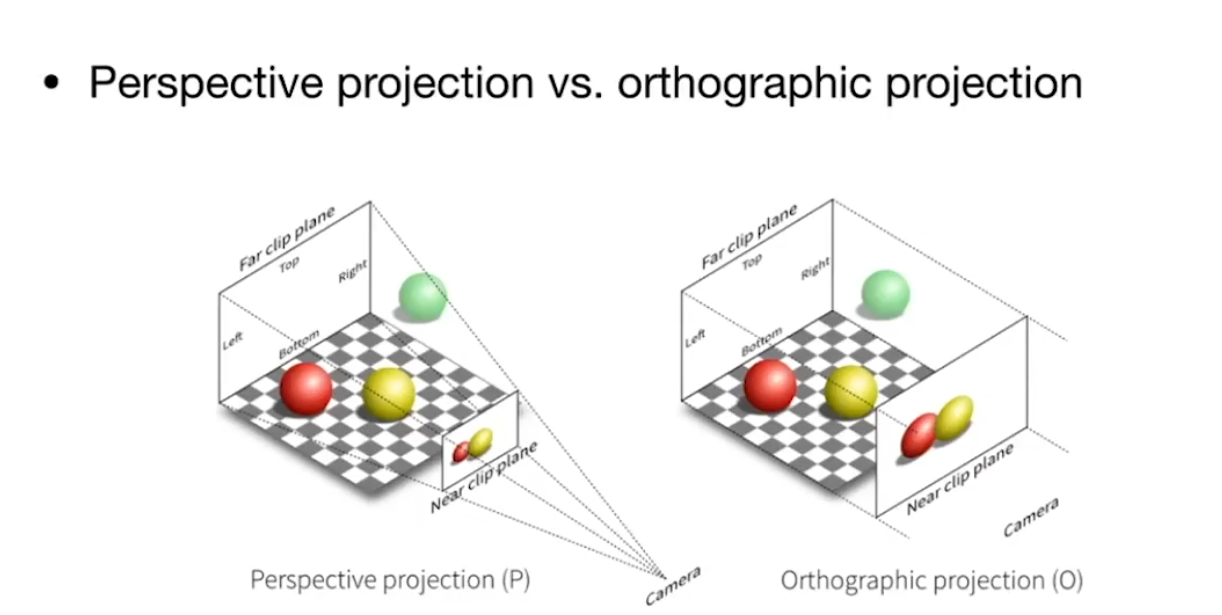 • Perspective projection vs. orthographic projection
Far clip plane
Top
Right
Left
Bottom
Near clip plane
Camera
Perspective projection (P)
Far clip plane
Top
Right
Left
Bottom
Near clip plane
Camera
Orthographic projection (O)